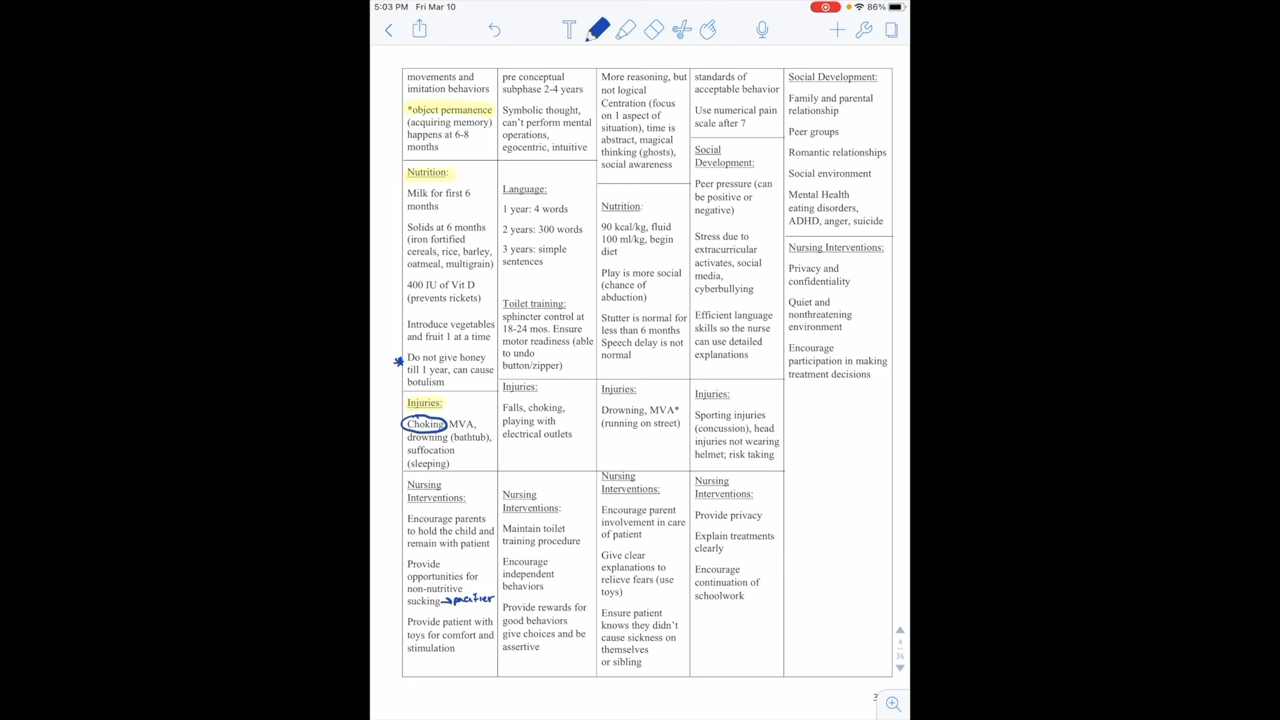 5:03 PM Fri Mar 10
86%
T
movements and
imitation behaviors
*object permanence
(acquiring memory)
happens at 6-8
months
Nutrition:
Milk for first 6
months
Solids at 6 months
(iron fortified
cereals, rice, barley,
oatmeal, multigrain)
400 IU of Vit D
(prevents rickets)
Introduce vegetables
and fruit 1 at a time
* Do not give honey
till 1 year, can cause
botulism
Injuries:
Choking, MVA,
drowning (bathtub),
suffocation
(sleeping)
Nursing
Interventions:
Encourage parents
to hold the child and
remain with patient
Provide
opportunities for
non-nutritive
sucking → pacifier
Provide patient with
toys for comfort and
stimulation
pre conceptual
subphase 2-4 years
Symbolic thought,
can't perform mental
operations,
egocentric, intuitive
Language:
1 year: 4 words
2 years: 300 words
3 years: simple
sentences
Toilet training:
sphincter control at
18-24 mos. Ensure
motor readiness (able
to undo
button/zipper)
Injuries:
Falls, choking,
playing with
electrical outlets
Nursing
Interventions:
Maintain toilet
training procedure
Encourage
independent
behaviors
Provide rewards for
good behaviors
give choices and be
assertive
More reasoning, but
not logical
Centration (focus
on 1 aspect of
situation), time is
abstract, magical
thinking (ghosts),
social awareness
Nutrition:
90 kcal/kg, fluid
100 ml/kg, begin
diet
Play is more social
(chance of
abduction)
Stutter is normal for
less than 6 months
Speech delay is not
normal
Injuries:
Drowning, MVA*
(running on street)
Nursing
Interventions:
Encourage parent
involvement in care
of patient
Give clear
explanations to
relieve fears (use
toys)
Ensure patient
knows they didn't
cause sickness on
themselves
or sibling
standards of
acceptable behavior
Use numerical pain
scale after 7
Social
Development:
Peer pressure (can
be positive or
negative)
Stress due to
extracurricular
activates, social
media,
cyberbullying
Efficient language
skills so the nurse
can use detailed
explanations
Injuries:
Sporting injuries
(concussion), head
injuries not wearing
helmet; risk taking
Nursing
Interventions:
Provide privacy
Explain treatments
clearly
Encourage
continuation of
schoolwork
Social Development:
Family and parental
relationship
Peer groups
Romantic relationships
Social environment
Mental Health
eating disorders,
ADHD, anger, suicide
Nursing Interventions:
Privacy and
confidentiality
Quiet and
nonthreatening
environment
Encourage
participation in making
treatment decisions
4
36
3